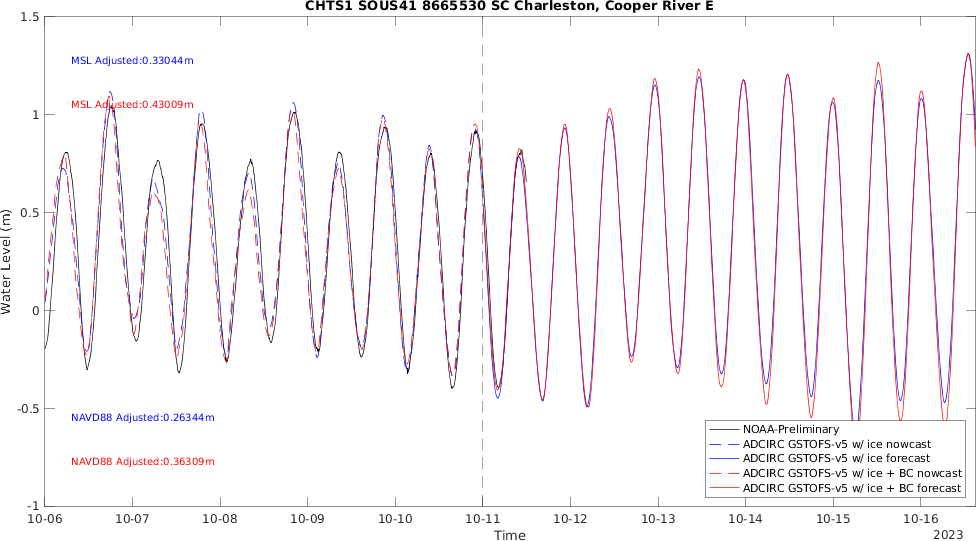 CHTS1 SOUS41 8665530 SC Charleston, Cooper River E
1.5
MSL Adjusted:0.33044m
MSL Adjusted:0.43009m
1
0.5
Water Level (m)
0
-0.5
NAVD88 Adjusted:0.26344m
NAVD88 Adjusted:0.36309m
NOAA-Preliminary
ADCIRC GSTOFS-v5 w/ ice nowcast
ADCIRC GSTOFS-v5 w/ ice forecast
ADCIRC GSTOFS-v5 w/ ice + BC nowcast
ADCIRC GSTOFS-v5 w/ ice + BC forecast
-1
10-06 10-07 10-08 10-09 10-10 10-11 10-12 10-13 10-14 10-15 10-16
Time
2023